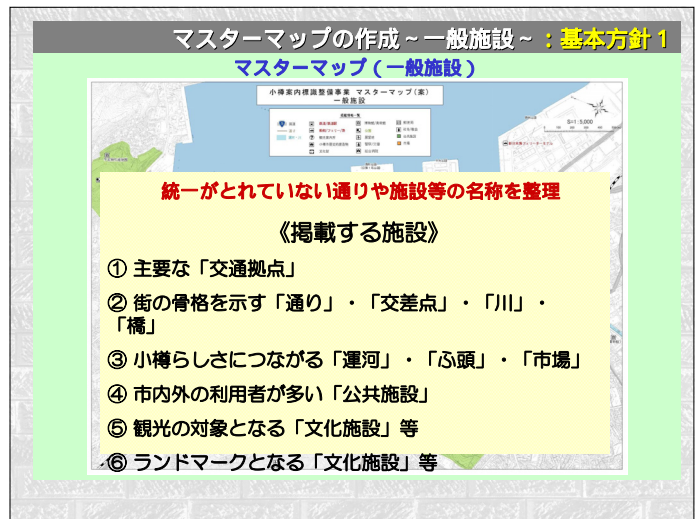 マスターマップの作成～一般施設～：基本方針１
マスターマップ（一般施設）
小樽案内標識整備事業 マスターマップ(案)
一般施設
S=1:5,000
統一がとれていない通りや施設等の名称を整理
《掲載する施設》
① 主要な「交通拠点」
② 街の骨格を示す「通り」・「交差点」・「川」・
「橋」
③ 小樽らしさにつながる「運河」・「ふ頭」・「市場」
④ 市内外の利用者が多い「公共施設」
⑤ 観光の対象となる「文化施設」等
⑥ ランドマークとなる「文化施設」等